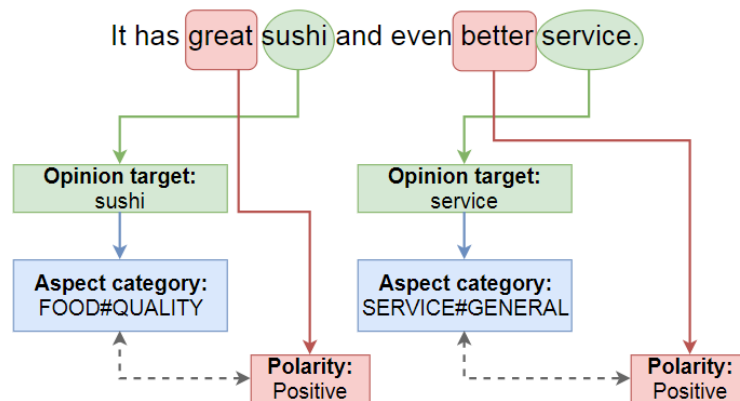 It has great sushi and even better service.
Opinion target:
sushi
Opinion target:
service
Aspect category:
FOOD#QUALITY
Aspect category:
SERVICE#GENERAL
Polarity:
Positive
Polarity:
Positive